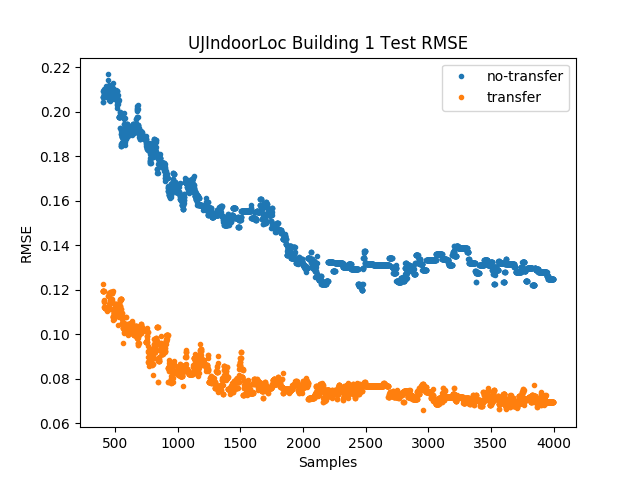 UJIndoorLoc Building 1 Test RMSE
no-transfer
transfer
RMSE
0.22
0.20
0.18
0.16
0.14
0.12
0.10
0.08
0.06
500 1000 1500 2000 2500 3000 3500 4000
Samples